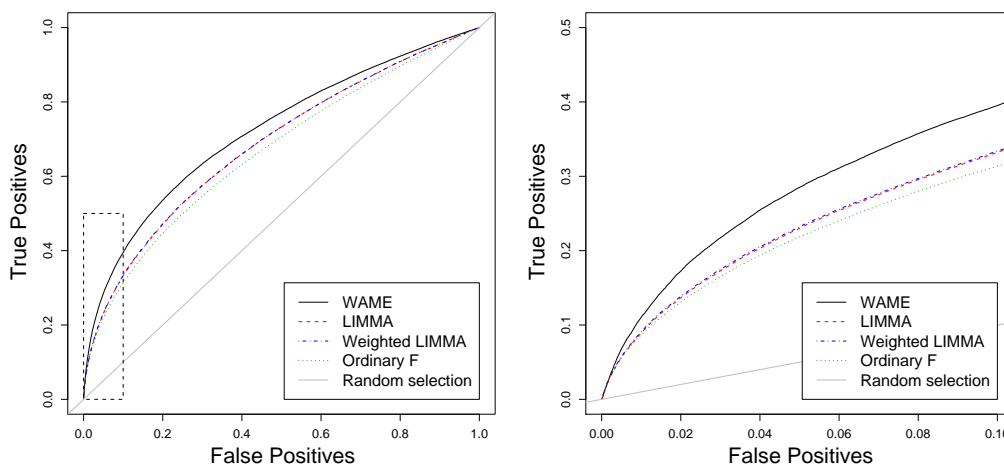 1.0
0.8
0.6
0.4
0.2
0.0
True Positives
0.0
0.2
0.4
0.6
0.8
1.0
False Positives
WAME
LIMMA
Weighted LIMMA
Ordinary F
Random selection
0.5
0.4
0.3
0.2
0.1
0.0
True Positives
0.00
0.02
0.04
0.06
0.08
0.10
False Positives
WAME
LIMMA
Weighted LIMMA
Ordinary F
Random selection